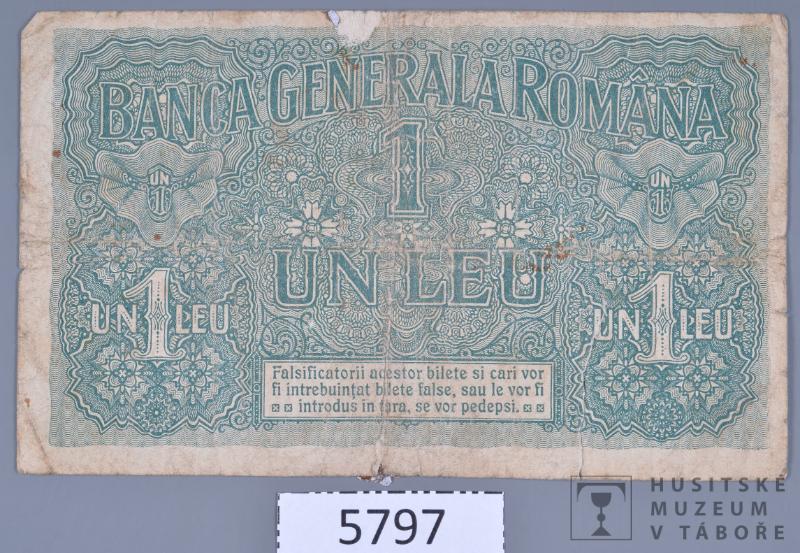 BANCA GENERALA ROMÂNA
UN 1
1
UN 1
UN LEU
UN 1 LEU
UN 1 LEU
Falsificatorii acestor bilete si cari vor
fi intrebuințat bilete false, sau le vor fi
introdus in țara, se vor pedepsi.
5797
HUSITSKÉ
MUZEUM
V TÁBOŘE